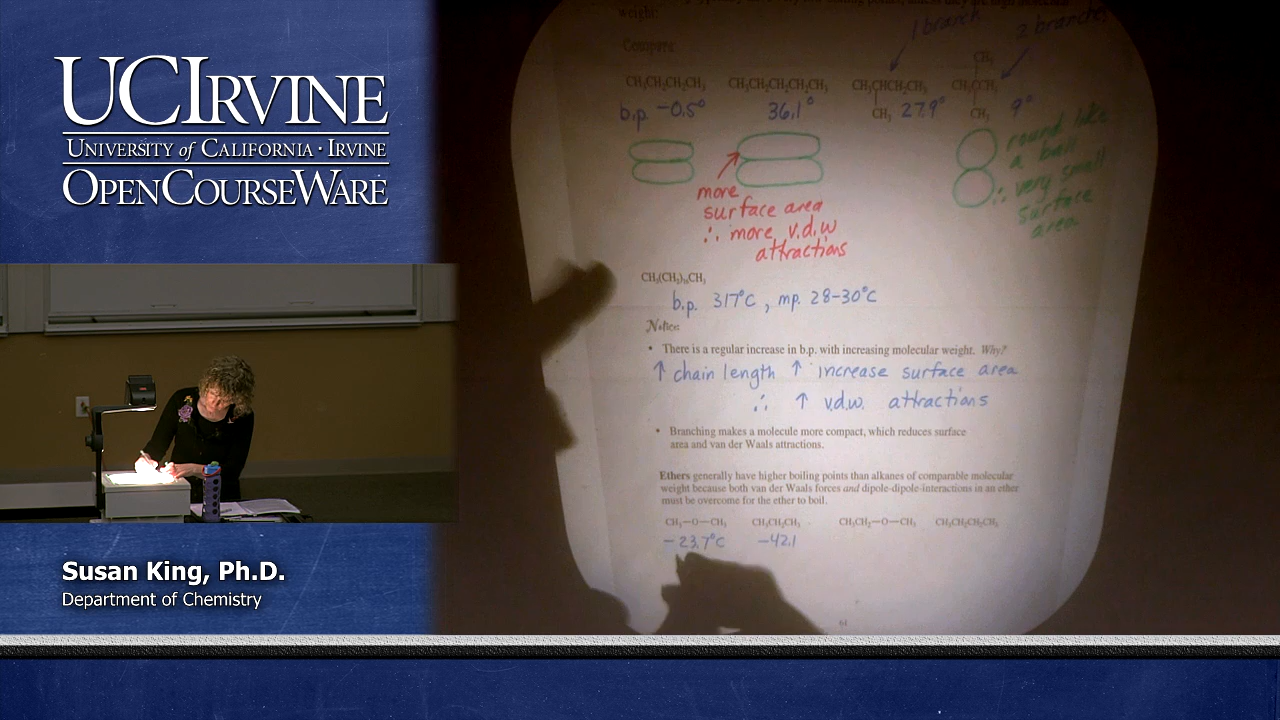 UCIRVINE
UNIVERSITY of CALIFORNIA · IRVINE
OPENCOURSEWARE
Susan King, Ph.D.
Department of Chemistry
weight:
1 branch
2 branches
Compare
CH₃
CH₃CH₂CH₂CH₃ CH₃CH₂CH₂CH₂CH₃ CH₃CHCH₂CH₃ CH₃CCH₃
CH₃ CH₃
b.p. -0.5° 36.1° 27.9° 9°
round like
a ball
∴ very small
surface
area
more
surface area
∴ more v.d.w
attractions
b.p. 317°C , mp. 28-30°C
Notice:
• There is a regular increase in b.p. with increasing molecular weight. Why?
↑ chain length ↑ increase surface area
∴ ↑ v.d.w. attractions
• Branching makes a molecule more compact, which reduces surface
area and van der Waals attractions.
Ethers generally have higher boiling points than alkanes of comparable molecular
weight because both van der Waals forces and dipole-dipole-interactions in an ether
must be overcome for the ether to boil.
CH₃—O—CH₃ CH₃CH₂CH₃ CH₃CH₂—O—CH₃ CH₃CH₂CH₂CH₃
-23.7°C -42.1